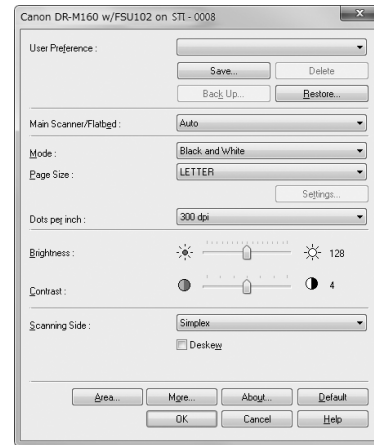 Canon DR-M160 w/FSU102 on STI - 0008
X
User Preference :
Save... Delete
Back Up... Restore...
Main Scanner/Flatbed : Auto
Mode : Black and White
Page Size : LETTER
Settings...
Dots per inch : 300 dpi
Brightness : 128
Contrast : 4
Scanning Side : Simplex
Deskew
Area... More... About... Default
OK Cancel Help